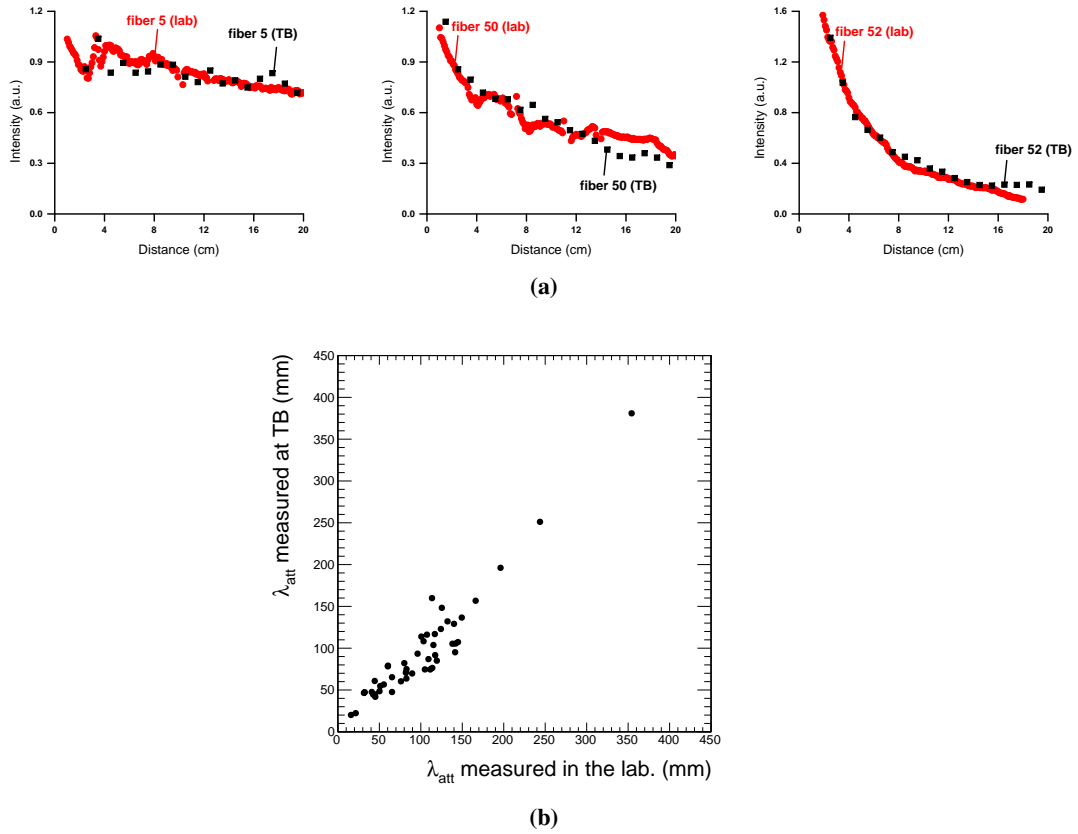 1.2
0.9
0.6
0.3
0.0
Intensity (a.u.)
fiber 5 (lab)
fiber 5 (TB)
0 4 8 12 16 20
Distance (cm)
1.2
0.9
0.6
0.3
0.0
Intensity (a.u.)
fiber 50 (lab)
fiber 50 (TB)
0 4 8 12 16 20
Distance (cm)
1.6
1.2
0.8
0.4
0.0
Intensity (a.u.)
fiber 52 (lab)
fiber 52 (TB)
0 4 8 12 16 20
Distance (cm)
(a)
450
400
350
300
250
200
150
100
50
0
λatt measured at TB (mm)
0 50 100 150 200 250 300 350 400 450
λatt measured in the lab. (mm)
(b)